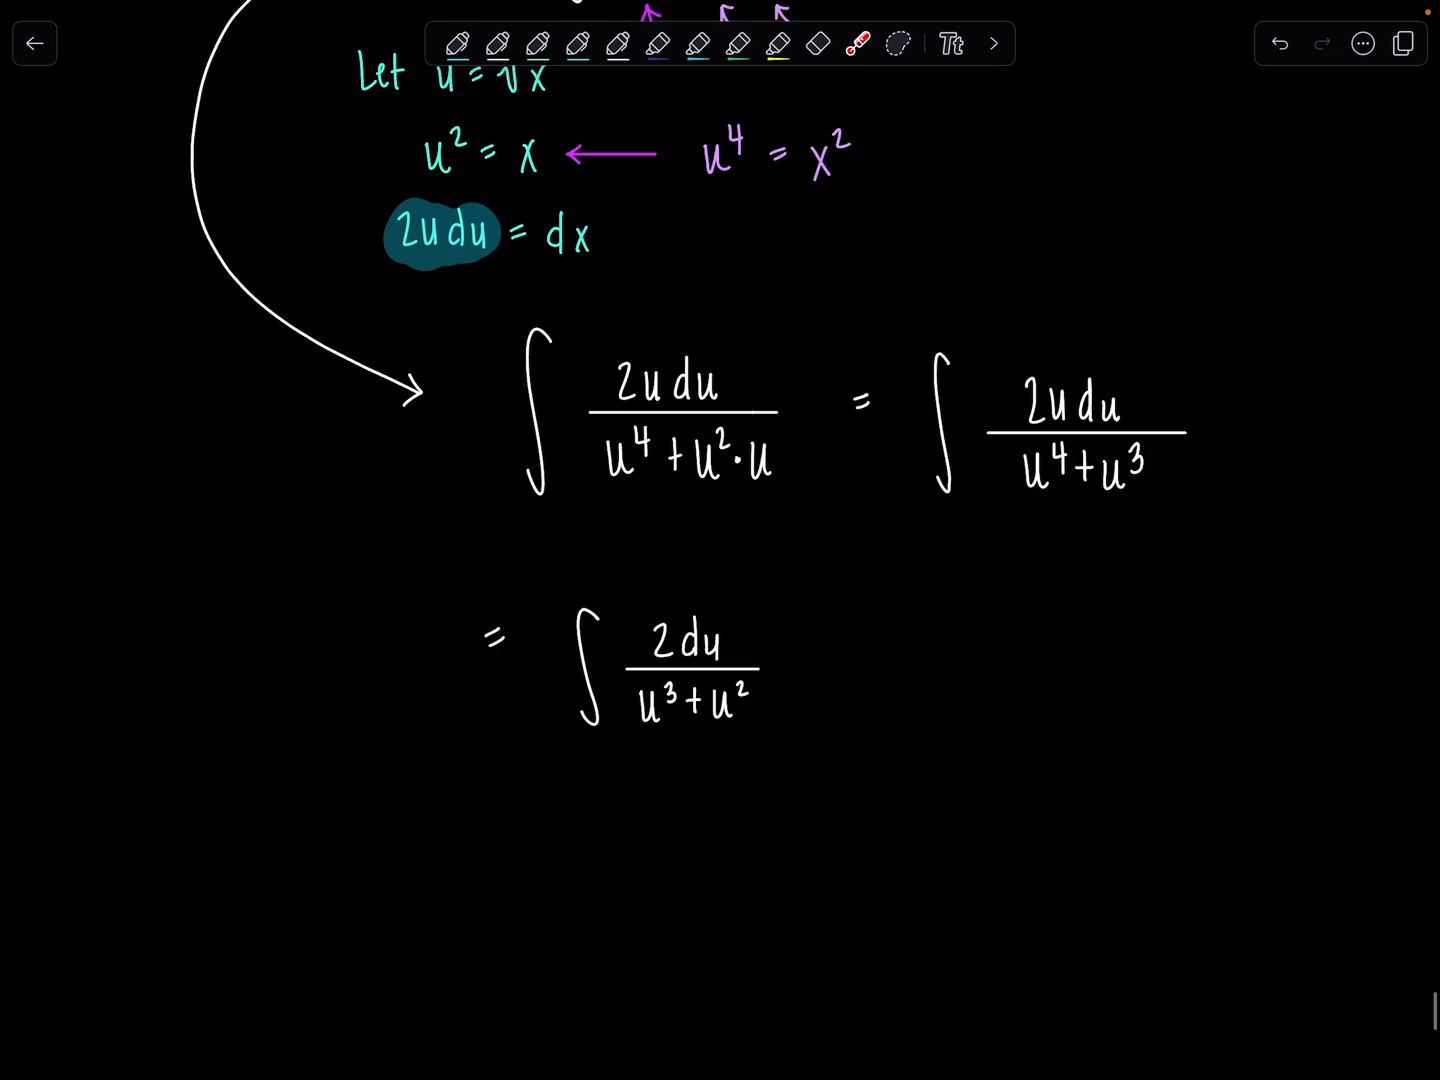 Tt
Let u = √x
u² = x ← u⁴ = x²
2u du = dx
∫ 2u du / (u⁴ + u² · u) = ∫ 2u du / (u⁴ + u³)
= ∫ 2 du / (u³ + u²)